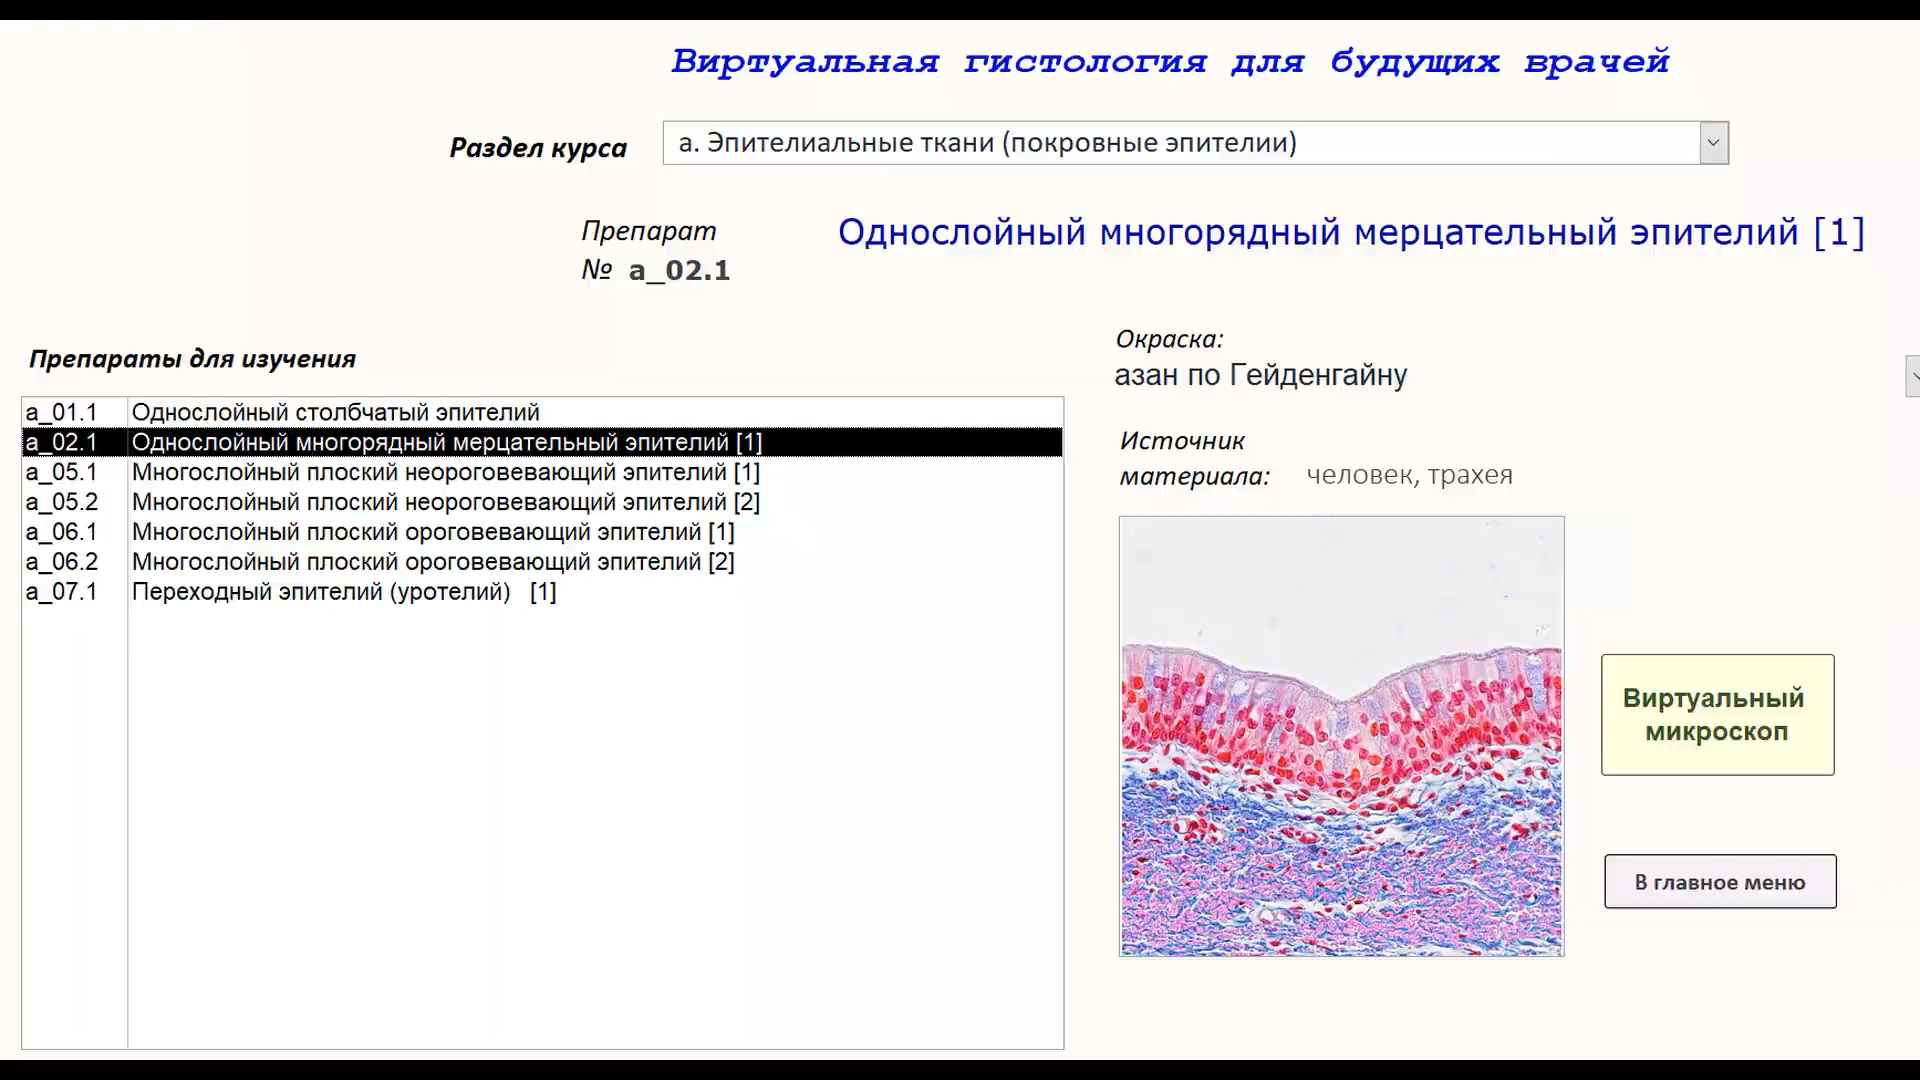 Виртуальная гистология для будущих врачей
Раздел курса
а. Эпителиальные ткани (покровные эпителии)
Препарат
№ а_02.1
Однослойный многорядный мерцательный эпителий [1]
Препараты для изучения
а_01.1 Однослойный столбчатый эпителий
а_02.1 Однослойный многорядный мерцательный эпителий [1]
а_05.1 Многослойный плоский неороговевающий эпителий [1]
а_05.2 Многослойный плоский неороговевающий эпителий [2]
а_06.1 Многослойный плоский ороговевающий эпителий [1]
а_06.2 Многослойный плоский ороговевающий эпителий [2]
а_07.1 Переходный эпителий (уротелий) [1]
Окраска:
азан по Гейденгайну
Источник
материала: человек, трахея
Виртуальный
микроскоп
В главное меню